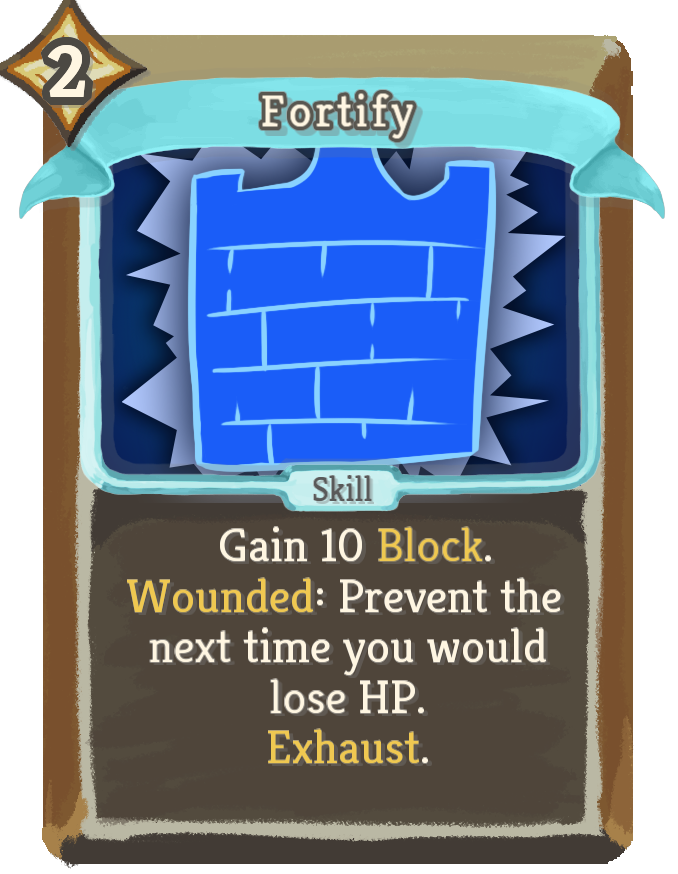 2
Fortify
Skill
Gain 10 Block.
Wounded: Prevent the
next time you would
lose HP.
Exhaust.